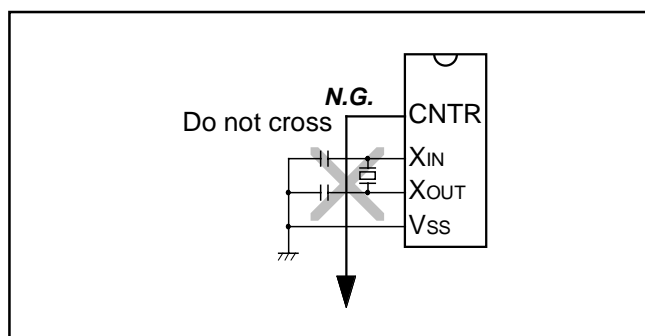 N.G.
Do not cross
CNTR
XIN
XOUT
VSS